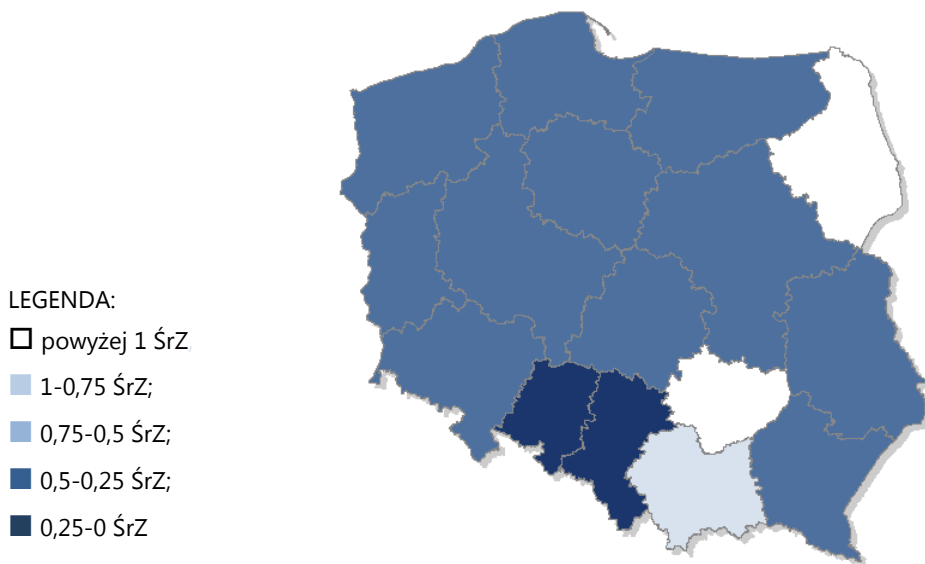 LEGENDA:
powyżej 1 ŚrZ
1-0,75 ŚrZ;
0,75-0,5 ŚrZ;
0,5-0,25 ŚrZ;
0,25-0 ŚrZ